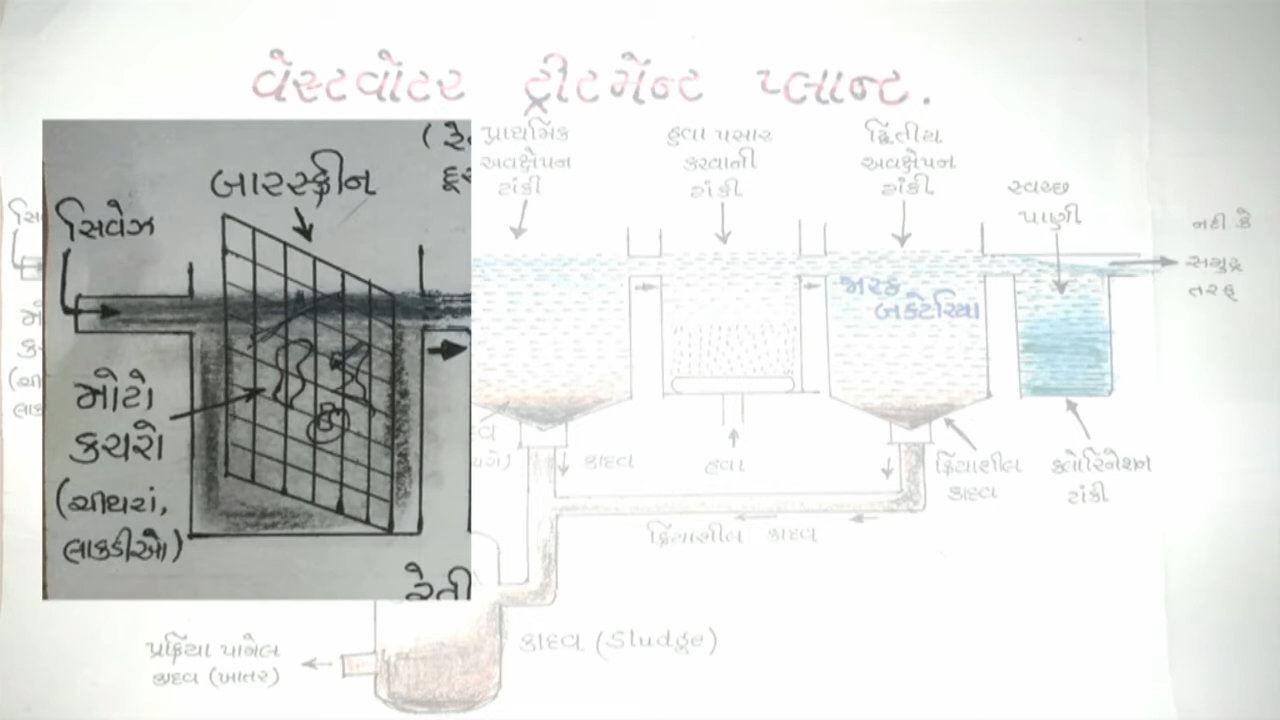 વેસ્ટવૉટર ટ્રીટમેન્ટ પ્લાન્ટ.
બારસ્ક્રીન
સિવેઝ
મોટો
કચરો
(ચીથરાં,
લાકડીઓ)
રેતી
પ્રાથમિક
અવક્ષેપન
ટાંકી
હવા પસાર
કરવાની
ટાંકી
દ્વિતીય
અવક્ષેપન
ટાંકી
સ્વચ્છ
પાણી
નદી કે
સમુદ્ર
તરફ
જારક
બક્ટેરિયા
કાદવ
હવા
ક્રિયાશીલ
કાદવ
ક્લોરિનેશન
ટાંકી
ક્રિયાશીલ કાદવ
કાદવ (Sludge)
પ્રક્રિયા પામેલ
કાદવ (ખાતર)